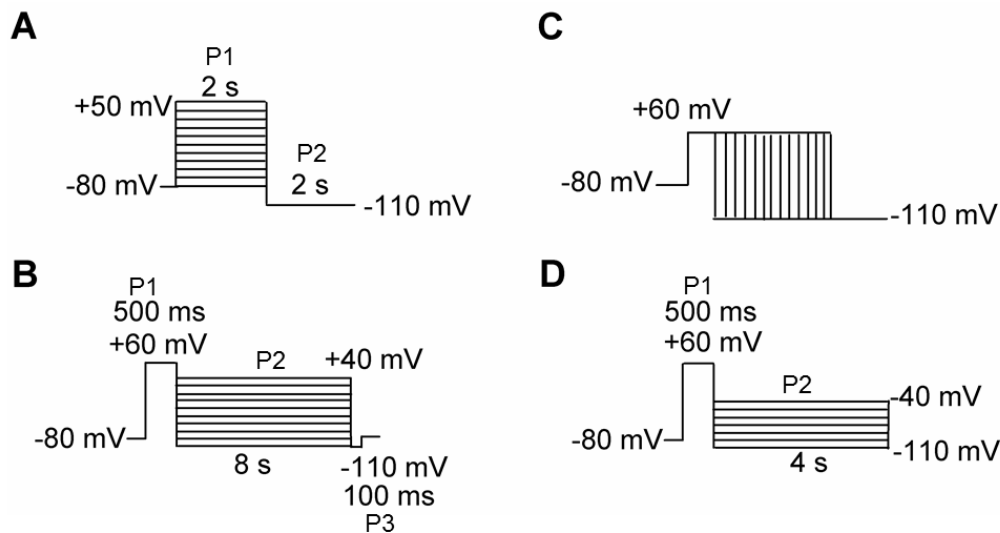 A
P1
2 s
+50 mV
P2
-80 mV
2 s
-110 mV
C
+60 mV
-80 mV
-110 mV
B
P1
500 ms
+60 mV
P2
+40 mV
-80 mV
8 s
-110 mV
100 ms
P3
D
P1
500 ms
+60 mV
P2
-40 mV
-80 mV
-110 mV
4 s